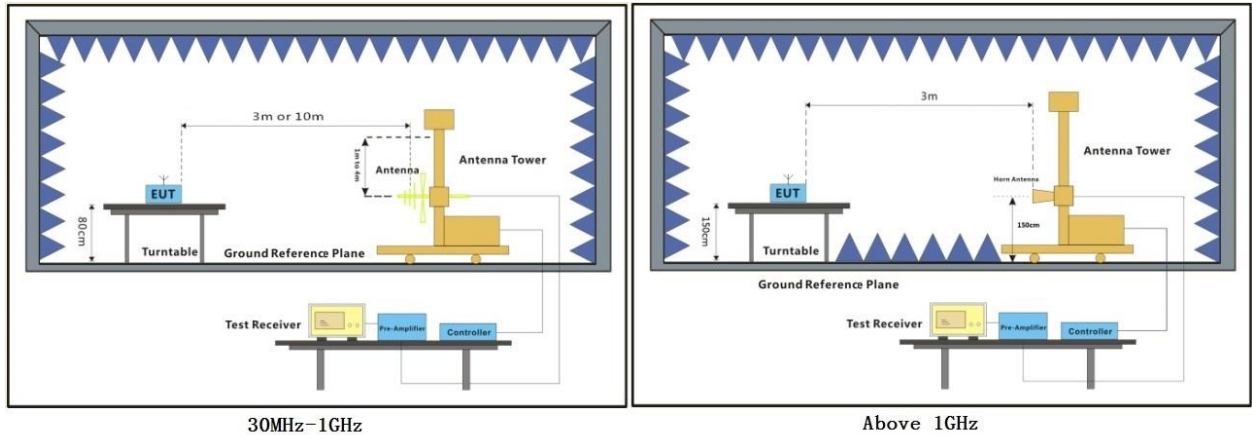 3m or 10m
1m to 4m
Antenna
Antenna Tower
EUT
80cm
Turntable
Ground Reference Plane
Test Receiver
Pre-Amplifier
Controller
30MHz-1GHz
3m
Antenna Tower
Horn Antenna
EUT
150cm
150cm
Turntable
Ground Reference Plane
Test Receiver
Pre-Amplifier
Controller
Above 1GHz